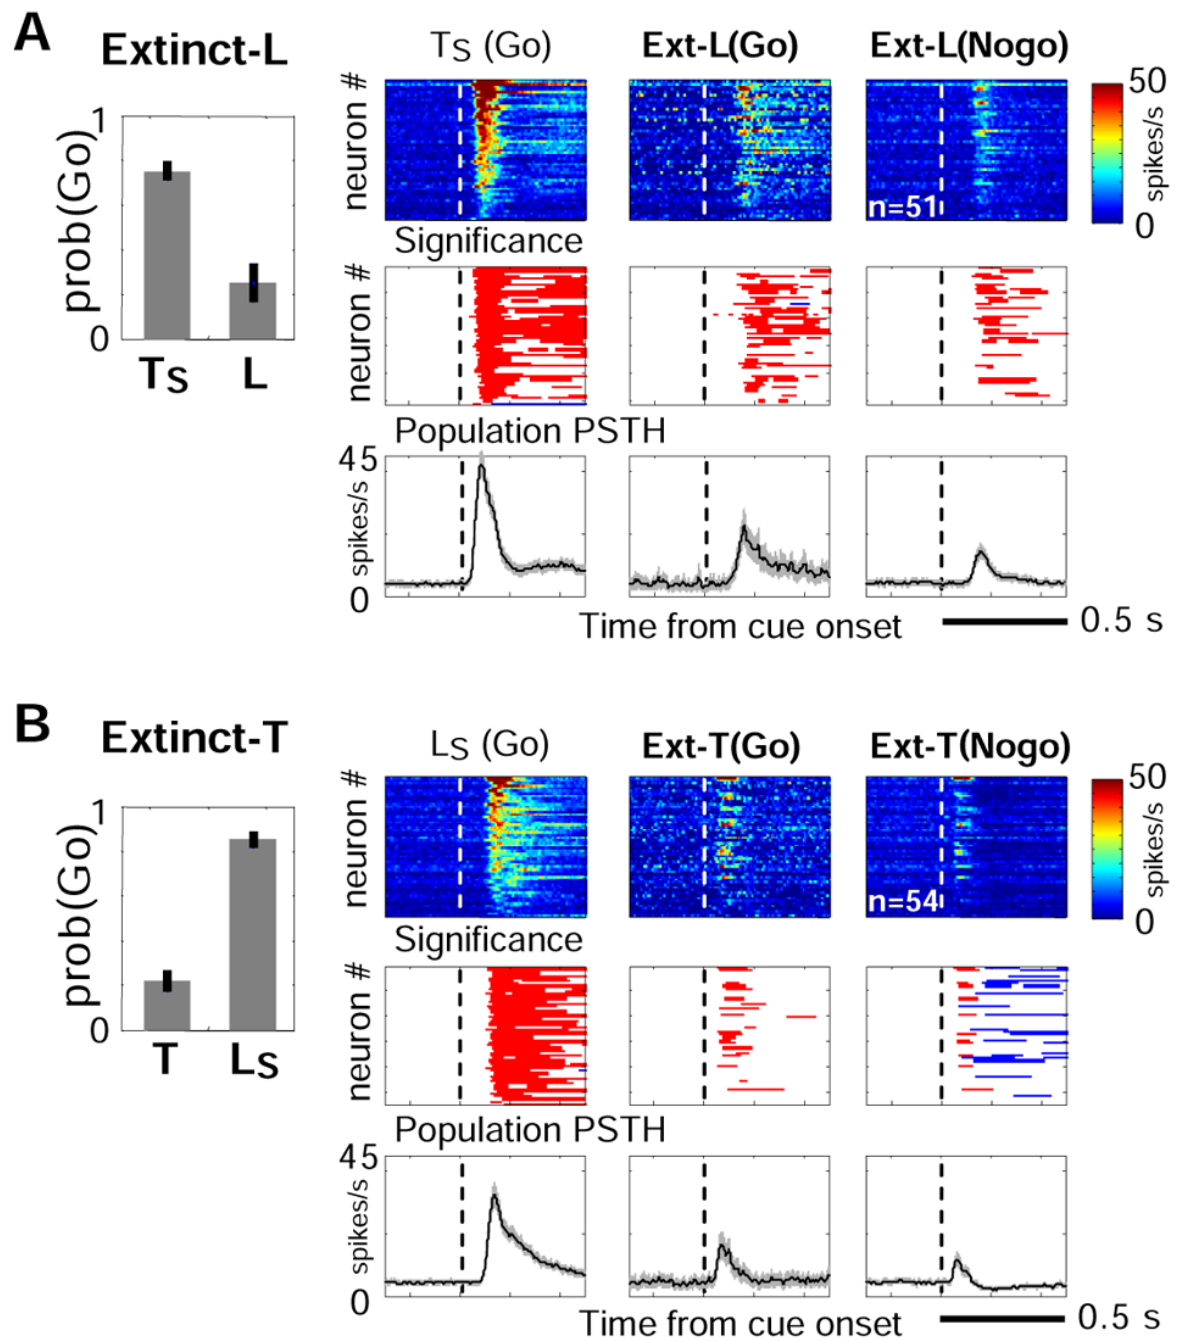 A
Extinct-L
TS (Go)
Ext-L(Go)
Ext-L(Nogo)
1
prob(Go)
0
TS
L
neuron #
n=51
50
spikes/s
0
Significance
neuron #
Population PSTH
45
spikes/s
0
Time from cue onset
0.5 s
B
Extinct-T
LS (Go)
Ext-T(Go)
Ext-T(Nogo)
1
prob(Go)
0
T
LS
neuron #
n=54
50
spikes/s
0
Significance
neuron #
Population PSTH
45
spikes/s
0
Time from cue onset
0.5 s